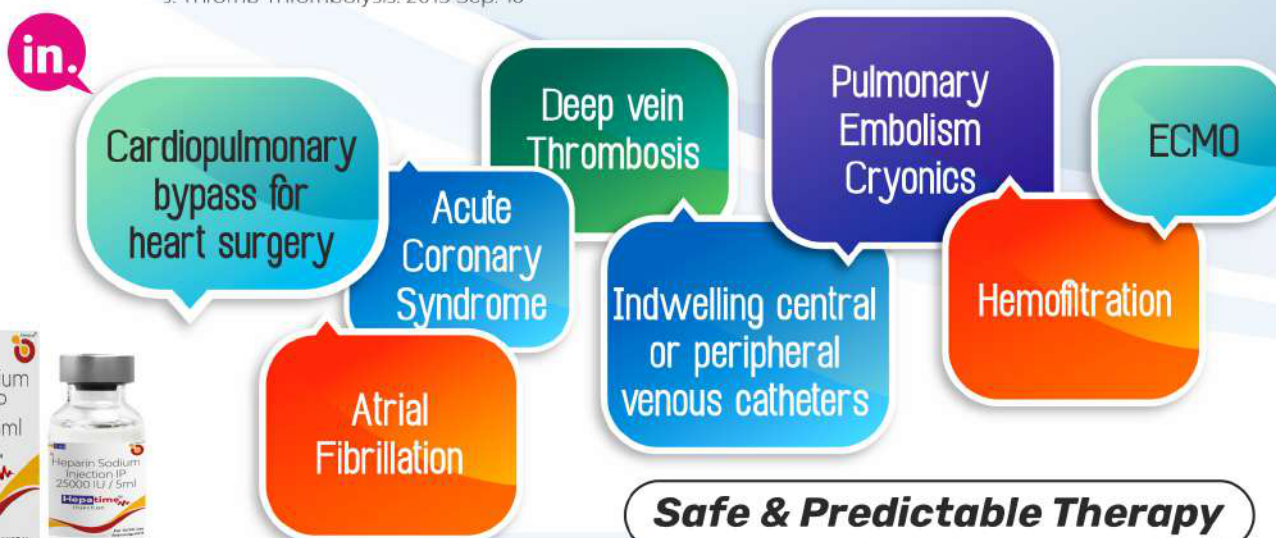 in.
Cardiopulmonary
bypass for
heart surgery
Acute
Coronary
Syndrome
Deep vein
Thrombosis
Pulmonary
Embolism
Cryonics
ECMO
Atrial
Fibrillation
Indwelling central
or peripheral
venous catheters
Hemofiltration
Heparin Sodium
Injection IP
25000 IU / 5ml
Hepatime
Safe & Predictable Therapy